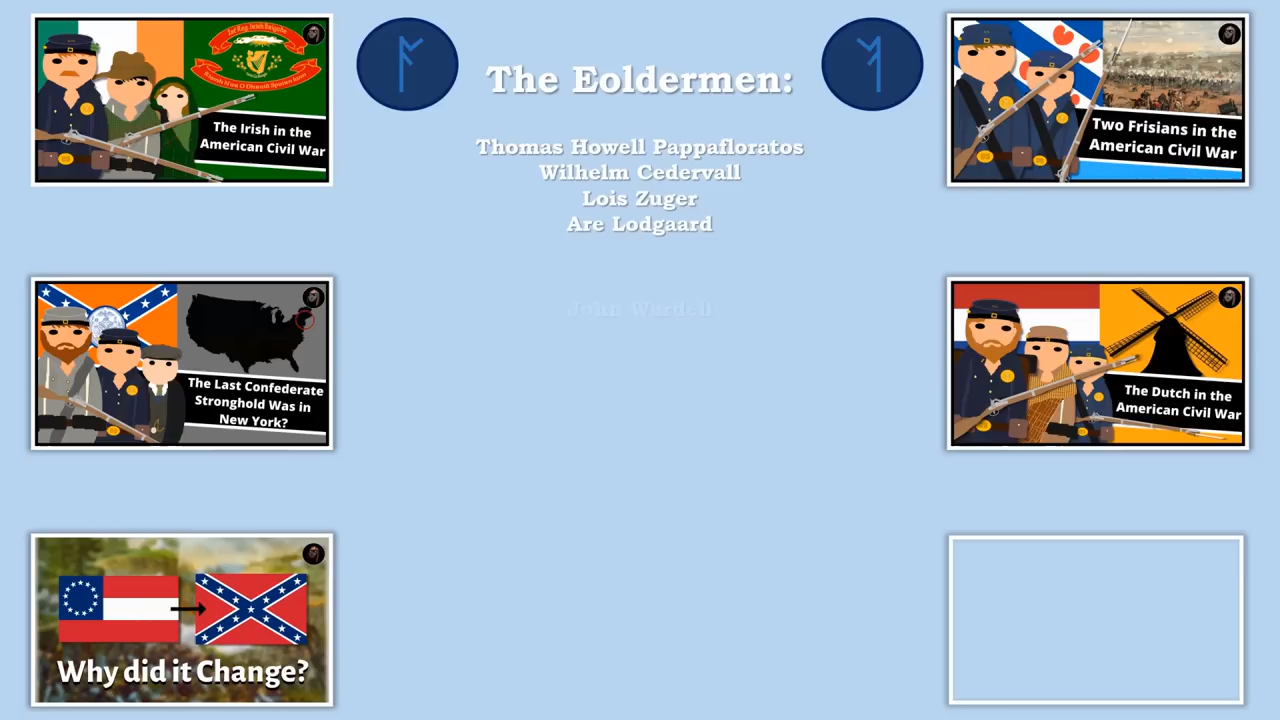 The Irish in the
American Civil War
The Eoldermen:
Thomas Howell Pappafloratos
Wilhelm Cedervall
Lois Zuger
Are Lodgaard
John Wardell
Two Frisians in the
American Civil War
The Last Confederate
Stronghold Was in
New York?
The Dutch in the
American Civil War
Why did it Change?